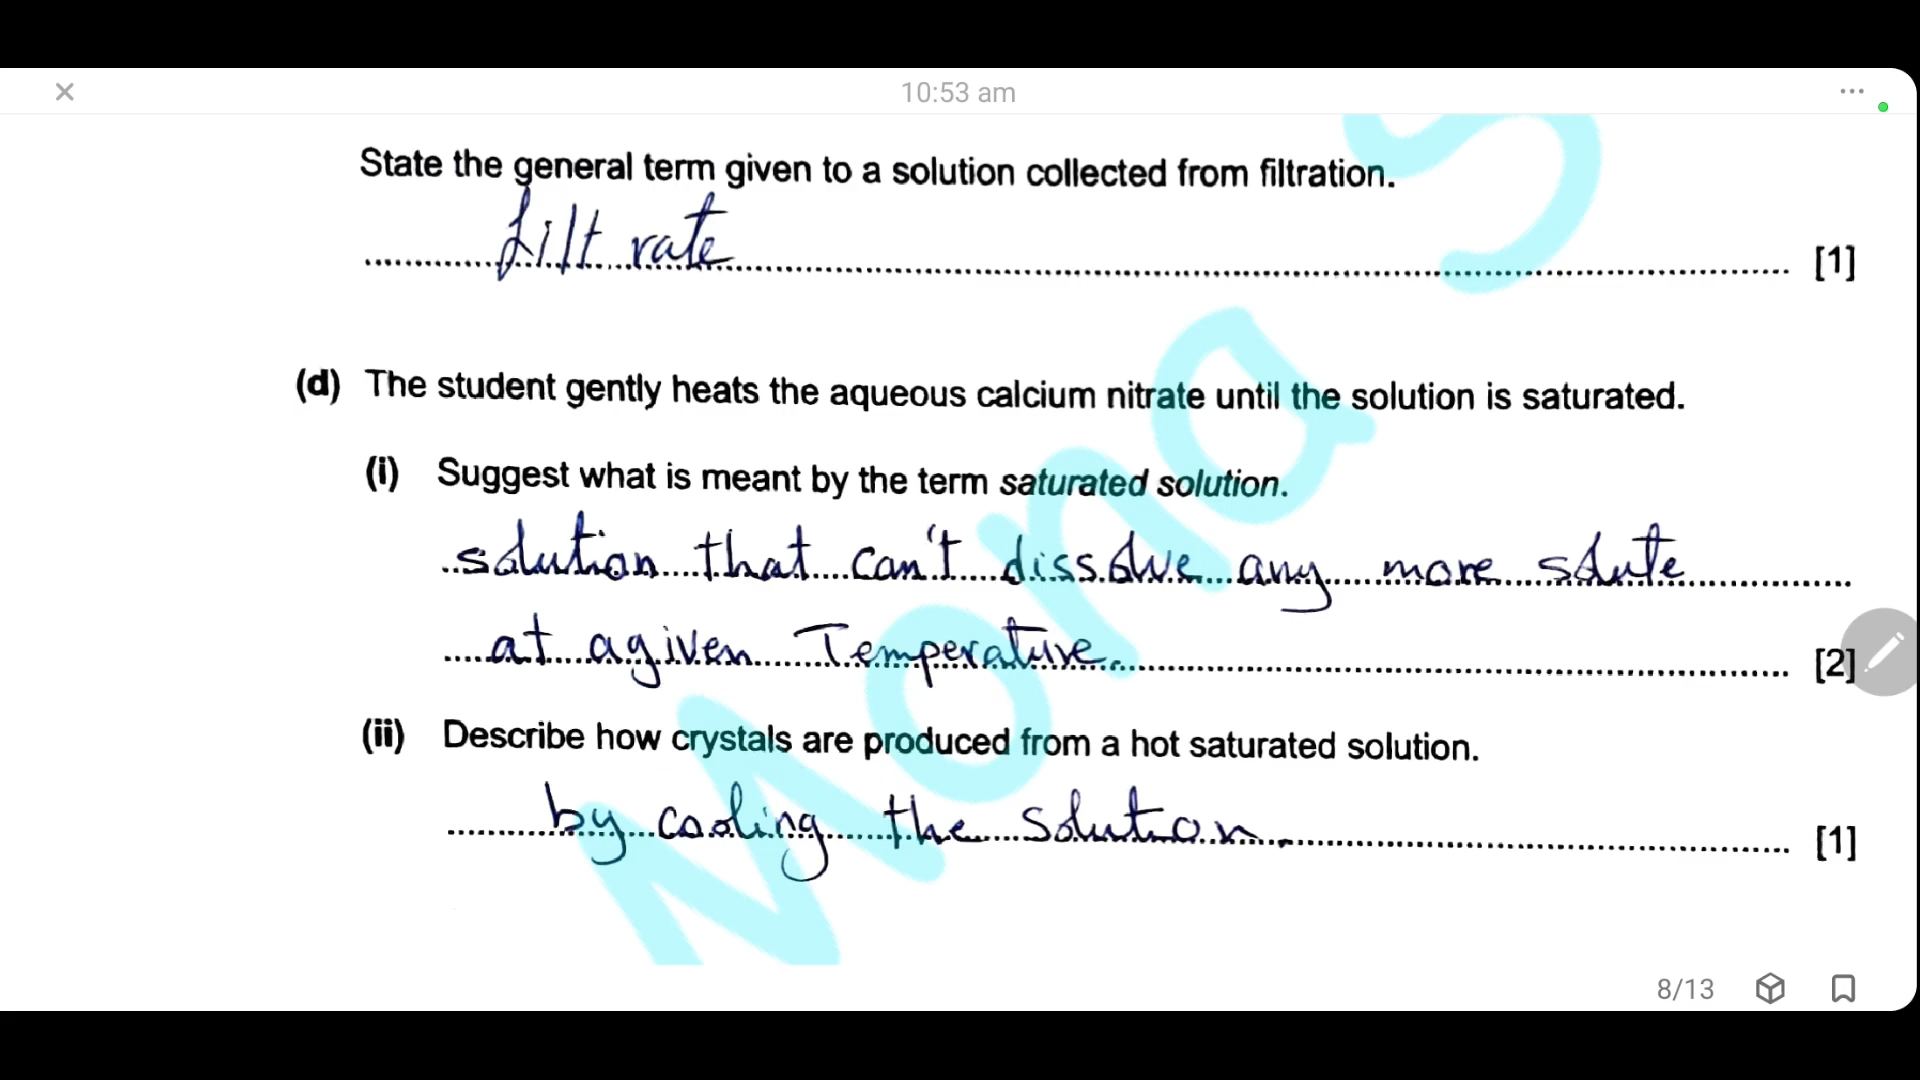 10:53 am
State the general term given to a solution collected from filtration.
filtrate [1]
(d) The student gently heats the aqueous calcium nitrate until the solution is saturated.
(i) Suggest what is meant by the term saturated solution.
solution that can't dissolve any more solute
at a given Temperature. [2]
(ii) Describe how crystals are produced from a hot saturated solution.
by cooling the solution. [1]
Mona S
8/13